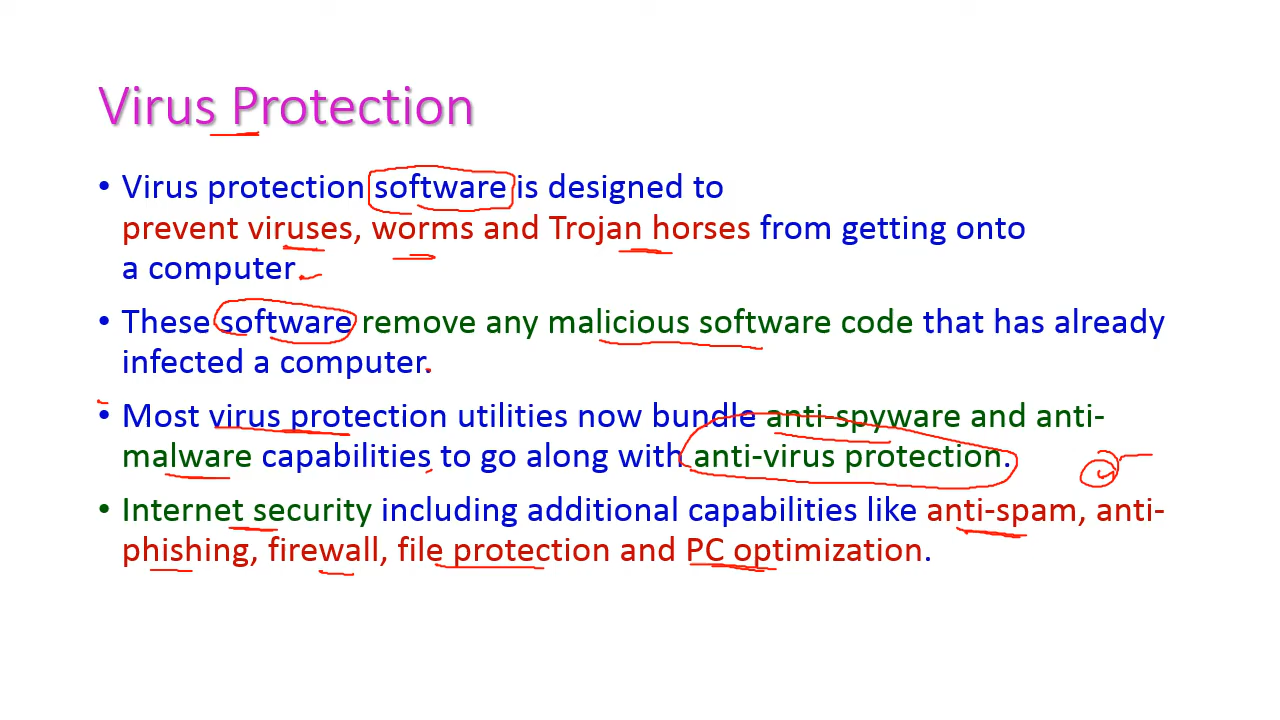 Virus Protection
• Virus protection software is designed to
prevent viruses, worms and Trojan horses from getting onto
a computer.
• These software remove any malicious software code that has already
infected a computer.
• Most virus protection utilities now bundle anti-spyware and anti-
malware capabilities to go along with anti-virus protection.
• Internet security including additional capabilities like anti-spam, anti-
phishing, firewall, file protection and PC optimization.